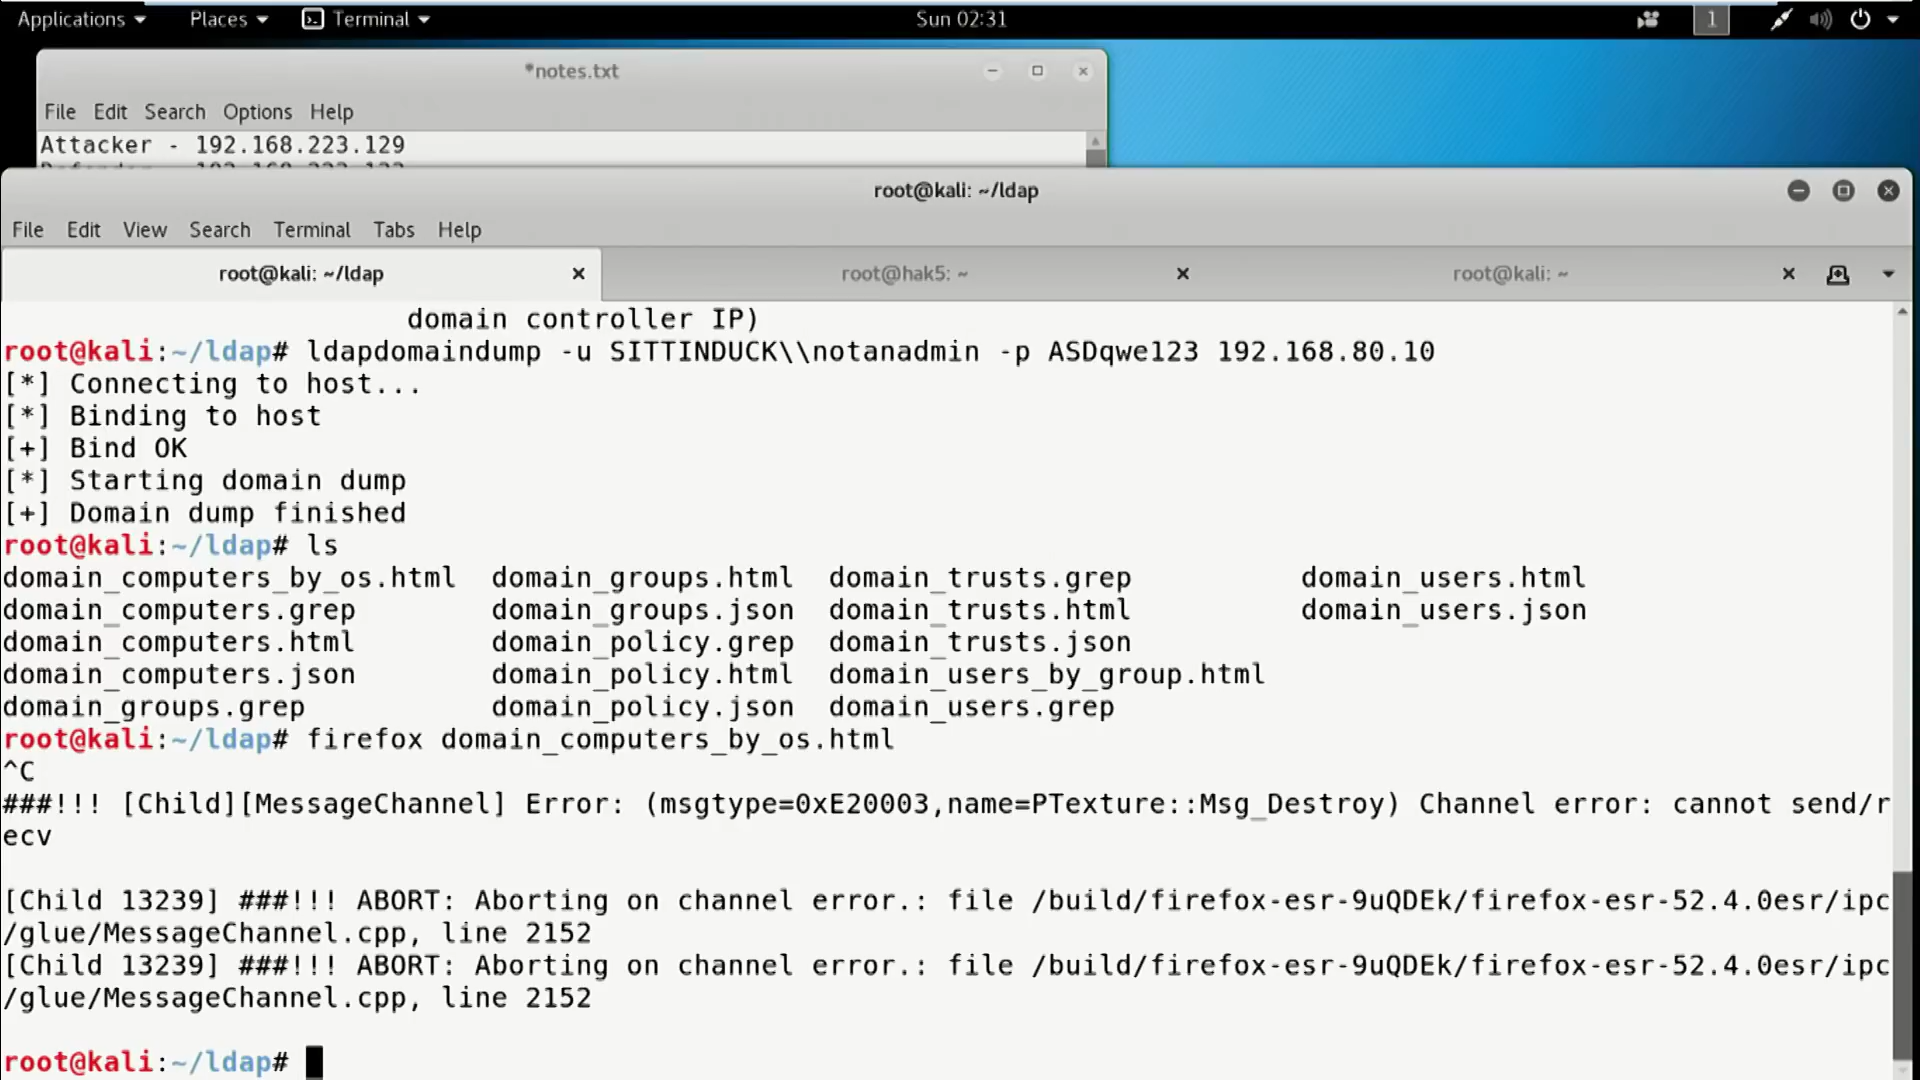 Applications Places Terminal Sun 02:31 1
*notes.txt
File Edit Search Options Help
Attacker - 192.168.223.129
root@kali: ~/ldap
File Edit View Search Terminal Tabs Help
root@kali: ~/ldap root@hak5: ~ root@kali: ~
domain controller IP)
root@kali:~/ldap# ldapdomaindump -u SITTINDUCK\\notanadmin -p ASDqwe123 192.168.80.10
[*] Connecting to host...
[*] Binding to host
[+] Bind OK
[*] Starting domain dump
[+] Domain dump finished
root@kali:~/ldap# ls
domain_computers_by_os.html domain_groups.html domain_trusts.grep domain_users.html
domain_computers.grep domain_groups.json domain_trusts.html domain_users.json
domain_computers.html domain_policy.grep domain_trusts.json
domain_computers.json domain_policy.html domain_users_by_group.html
domain_groups.grep domain_policy.json domain_users.grep
root@kali:~/ldap# firefox domain_computers_by_os.html
^C
###!!! [Child][MessageChannel] Error: (msgtype=0xE20003,name=PTexture::Msg_Destroy) Channel error: cannot send/r
ecv
[Child 13239] ###!!! ABORT: Aborting on channel error.: file /build/firefox-esr-9uQDEk/firefox-esr-52.4.0esr/ipc
/glue/MessageChannel.cpp, line 2152
[Child 13239] ###!!! ABORT: Aborting on channel error.: file /build/firefox-esr-9uQDEk/firefox-esr-52.4.0esr/ipc
/glue/MessageChannel.cpp, line 2152
root@kali:~/ldap#